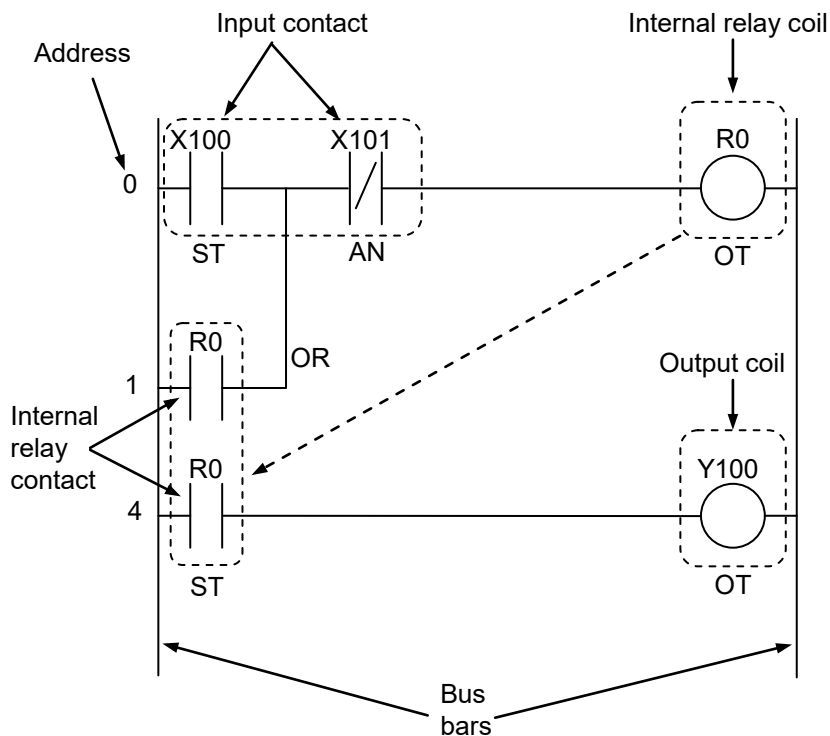 Input contact
Internal relay coil
Address
X100
X101
R0
0
ST
AN
OT
R0
OR
1
Output coil
Internal
relay
contact
R0
Y100
4
ST
OT
Bus
bars